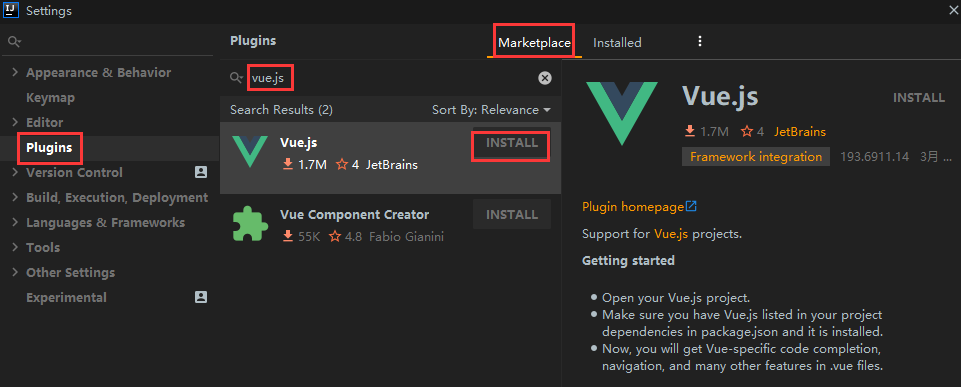 IJ Settings
Plugins
Marketplace Installed
Appearance & Behavior
Keymap
Editor
Plugins
Version Control
Build, Execution, Deployment
Languages & Frameworks
Tools
Other Settings
Experimental
vue.js
Search Results (2) Sort By: Relevance
Vue.js INSTALL
1.7M 4 JetBrains
Vue Component Creator INSTALL
55K 4.8 Fabio Gianini
Vue.js INSTALL
1.7M 4 JetBrains
Framework integration 193.6911.14 3月 ...
Plugin homepage
Support for Vue.js projects.
Getting started
Open your Vue.js project.
Make sure you have Vue.js listed in your project
dependencies in package.json and it is installed.
Now, you will get Vue-specific code completion,
navigation, and many other features in .vue files.